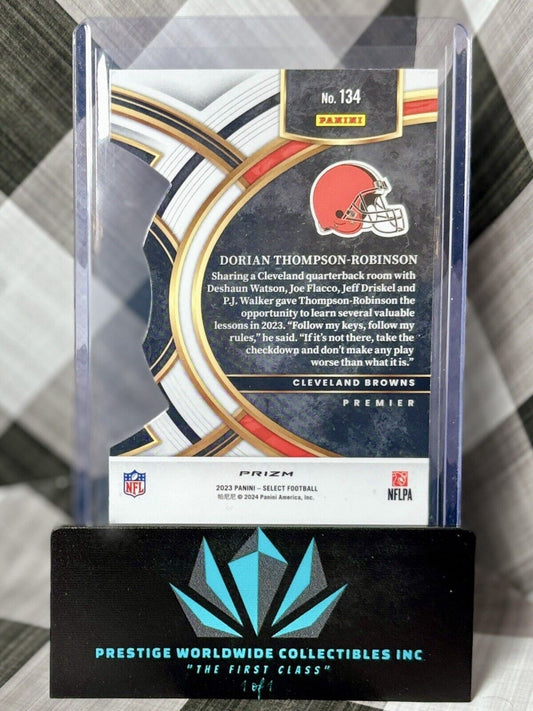 No. 134
PANINI
DORIAN THOMPSON-ROBINSON
Sharing a Cleveland quarterback room with
Deshaun Watson, Joe Flacco, Jeff Driskel and
P.J. Walker gave Thompson-Robinson the
opportunity to learn several valuable
lessons in 2023. “Follow my keys, follow my
rules,” he said. “If it’s not there, take the
checkdown and don’t make any play
worse than what it is.”
CLEVELAND BROWNS
PREMIER
PRIZM
NFL
2023 PANINI – SELECT FOOTBALL
帕尼尼 © 2024 Panini America, Inc.
NFLPA
PRESTIGE WORLDWIDE COLLECTIBLES INC
"THE FIRST CLASS"
1 of 1